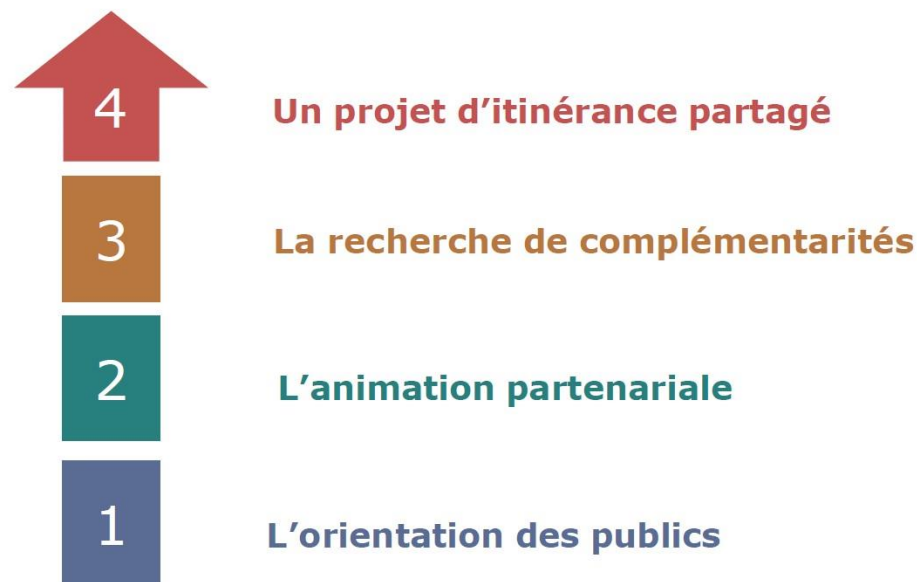 4 Un projet d’itinérance partagé
3 La recherche de complémentarités
2 L’animation partenariale
1 L’orientation des publics